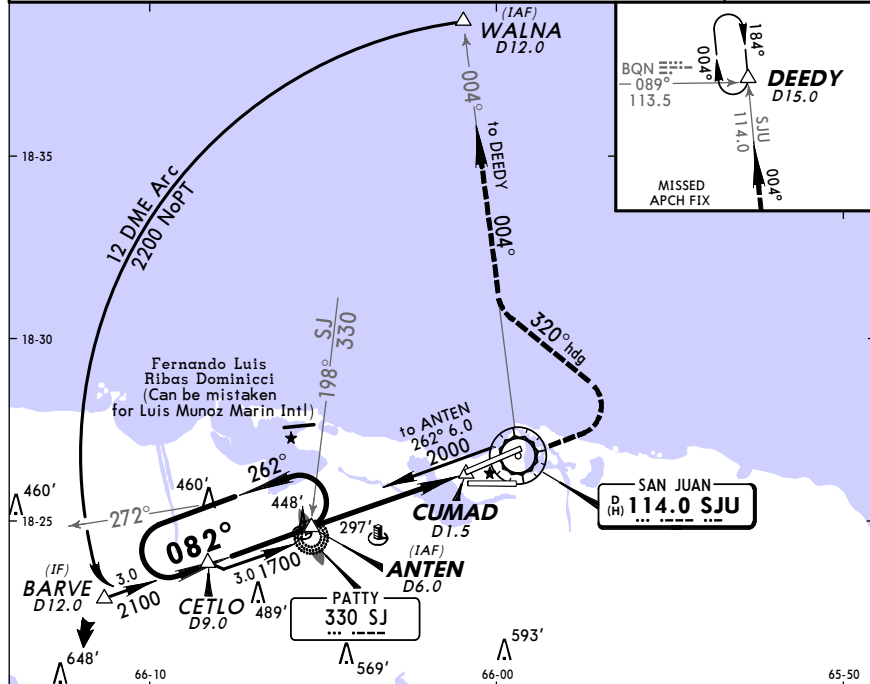 (IAF)
WALNA
D12.0
184°
004°
BQN
089°
113.5
DEEDY
D15.0
SJU
114.0
004°
MISSED
APCH FIX
004°
to DEEDY
004°
18-35
12 DME Arc
2200 NoPT
18-30
SJ
330
198°
320° hdg
Fernando Luis
Ribas Dominicci
(Can be mistaken
for Luis Munoz Marin Intl)
to ANTEN
262° 6.0
2000
262°
460'
460'
448'
272°
18-25
082°
297'
CUMAD
D1.5
SAN JUAN
D
(H) 114.0 SJU
(IF)
BARVE
D12.0
3.0
2100
CETLO
D9.0
3.0
1700
489'
(IAF)
ANTEN
D6.0
PATTY
330 SJ
648'
569'
593'
66-10
66-00
65-50